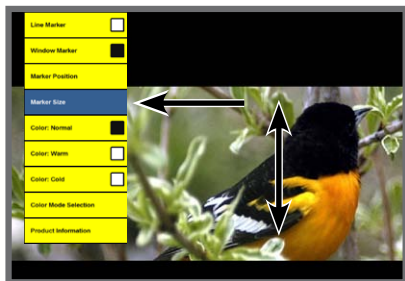 Line Marker
Window Marker
Marker Position
Marker Size
Color: Normal
Color: Warm
Color: Cold
Color Mode Selection
Product Information